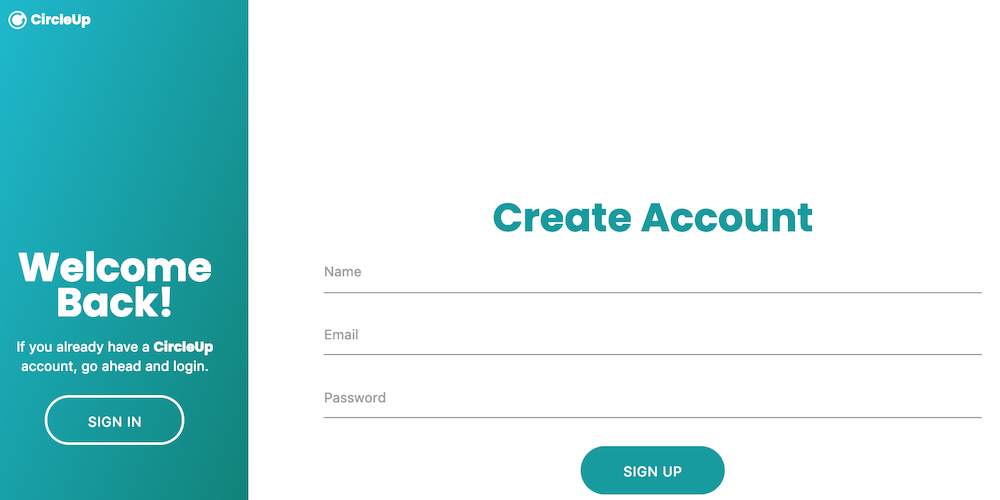 CircleUp
Welcome
Back!
If you already have a CircleUp
account, go ahead and login.
SIGN IN
Create Account
Name
Email
Password
SIGN UP